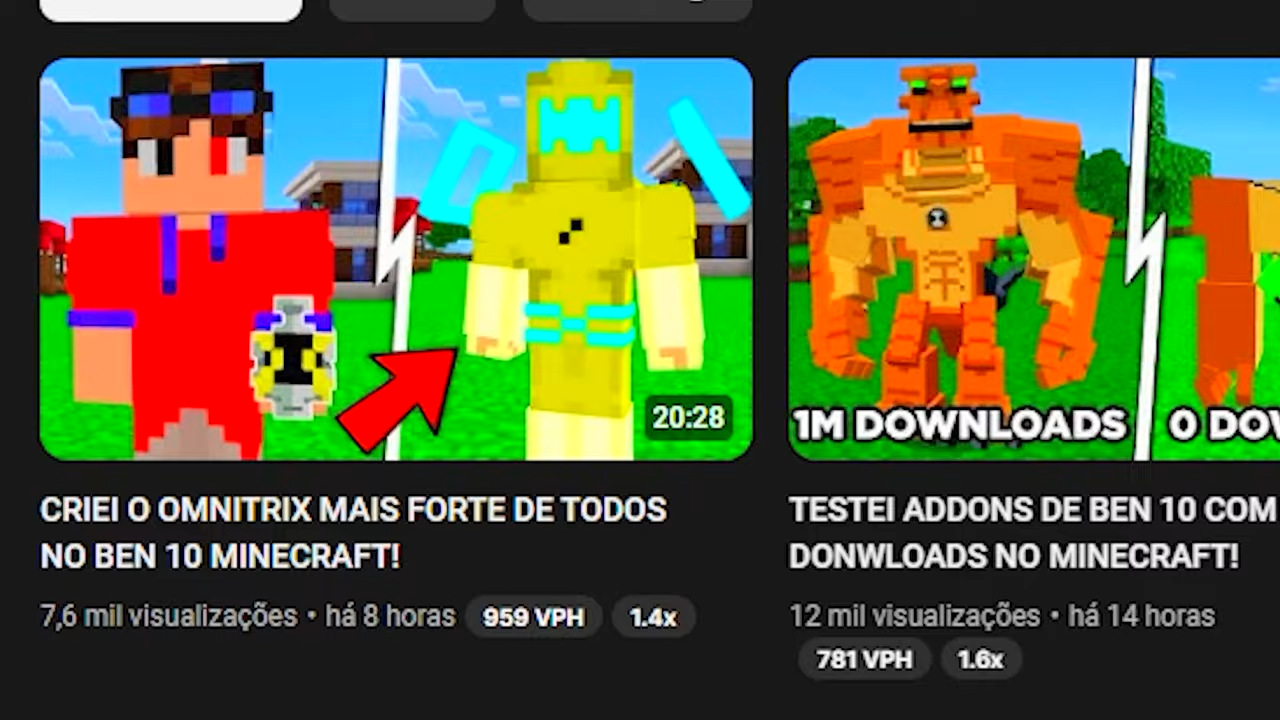 20:28
1M DOWNLOADS
0 DOW
CRIEI O OMNITRIX MAIS FORTE DE TODOS
NO BEN 10 MINECRAFT!
7,6 mil visualizações • há 8 horas 959 VPH 1.4x
TESTEI ADDONS DE BEN 10 COM
DONWLOADS NO MINECRAFT!
12 mil visualizações • há 14 horas
781 VPH 1.6x